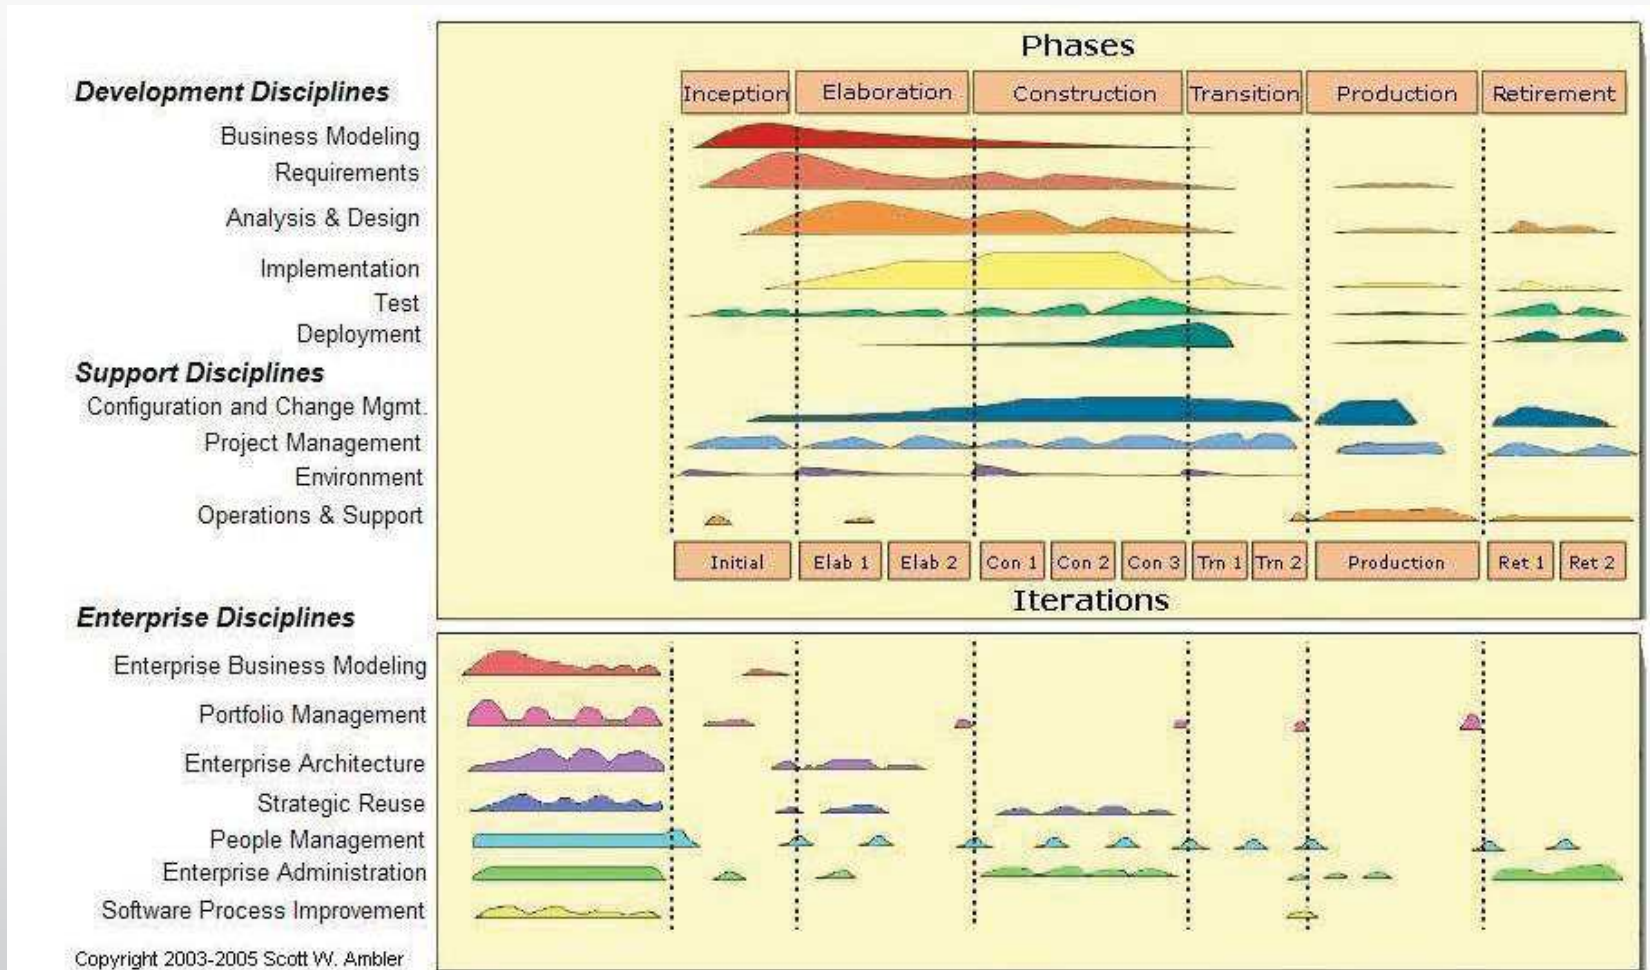 Phases
Inception Elaboration Construction Transition Production Retirement
Development Disciplines
Business Modeling
Requirements
Analysis & Design
Implementation
Test
Deployment
Support Disciplines
Configuration and Change Mgmt.
Project Management
Environment
Operations & Support
Initial Elab 1 Elab 2 Con 1 Con 2 Con 3 Trn 1 Trn 2 Production Ret 1 Ret 2
Iterations
Enterprise Disciplines
Enterprise Business Modeling
Portfolio Management
Enterprise Architecture
Strategic Reuse
People Management
Enterprise Administration
Software Process Improvement
Copyright 2003-2005 Scott W. Ambler